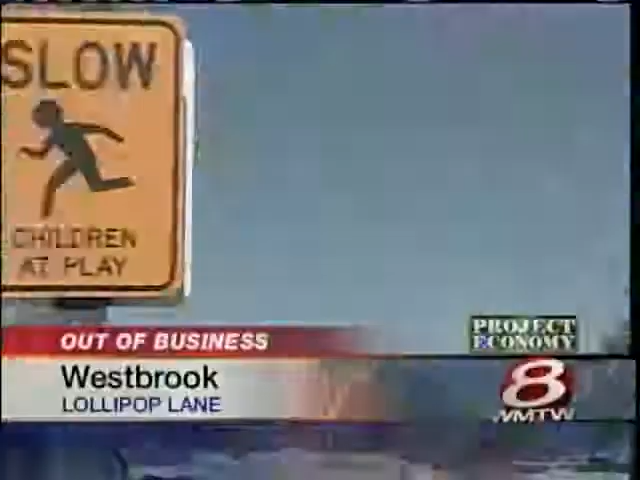 SLOW
CHILDREN
AT PLAY
OUT OF BUSINESS
PROJECT
ECONOMY
Westbrook
LOLLIPOP LANE
8
WMTW